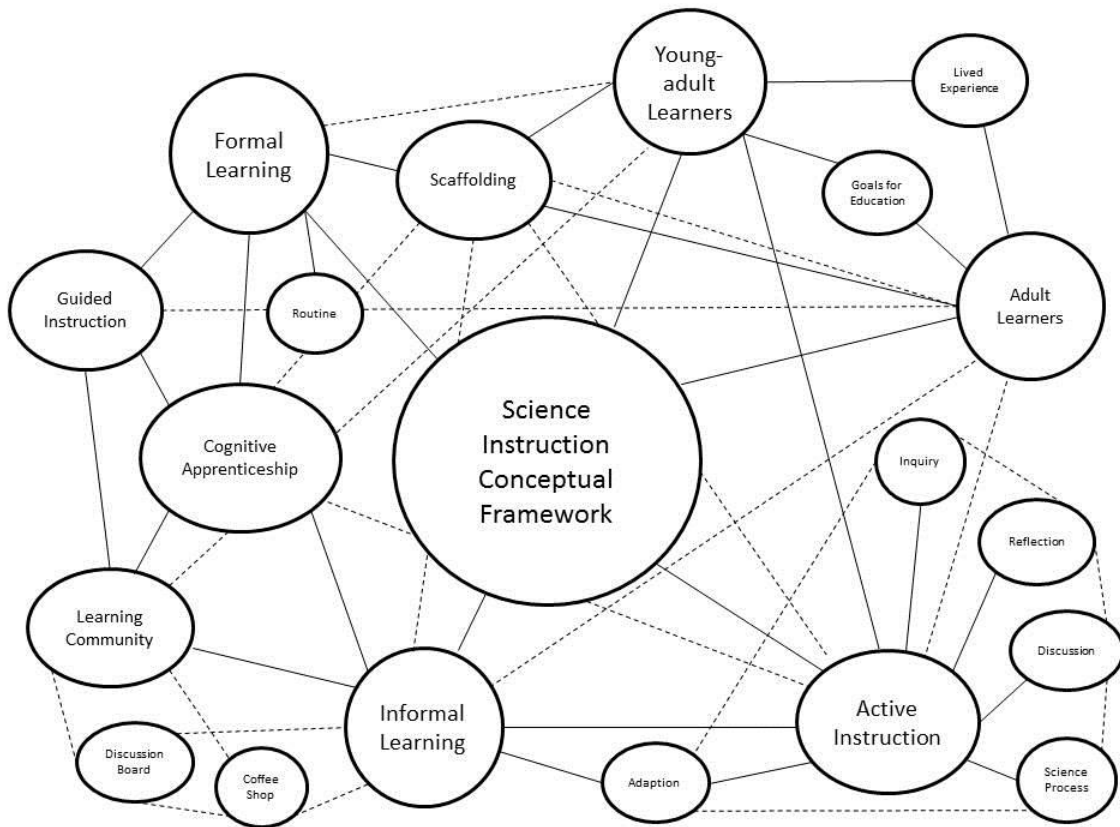 Young-
adult
Learners
Lived
Experience
Formal
Learning
Scaffolding
Goals for
Education
Guided
Instruction
Routine
Adult
Learners
Science
Instruction
Conceptual
Framework
Cognitive
Apprenticeship
Inquiry
Reflection
Learning
Community
Discussion
Informal
Learning
Active
Instruction
Discussion
Board
Coffee
Shop
Adaption
Science
Process